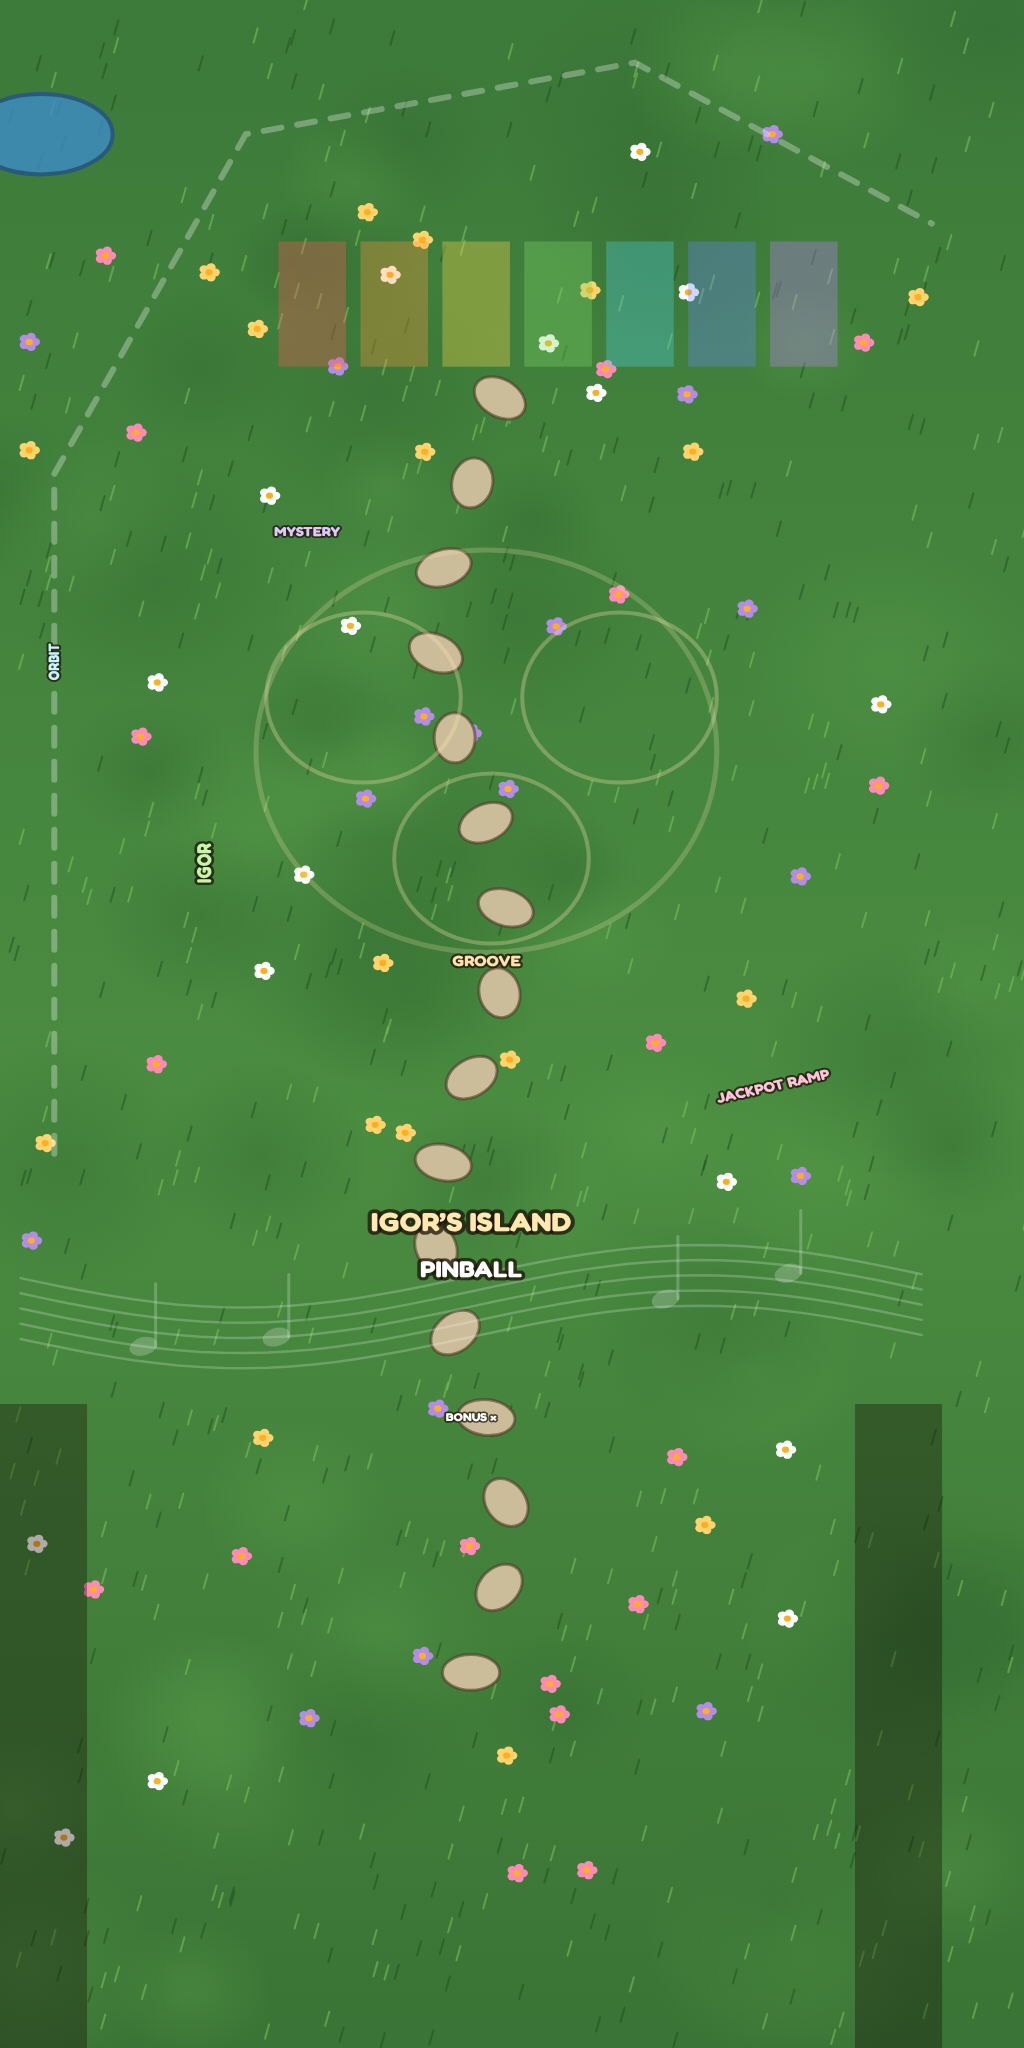 MYSTERY
ORBIT
IGOR
GROOVE
JACKPOT RAMP
IGOR'S ISLAND
PINBALL
BONUS ×